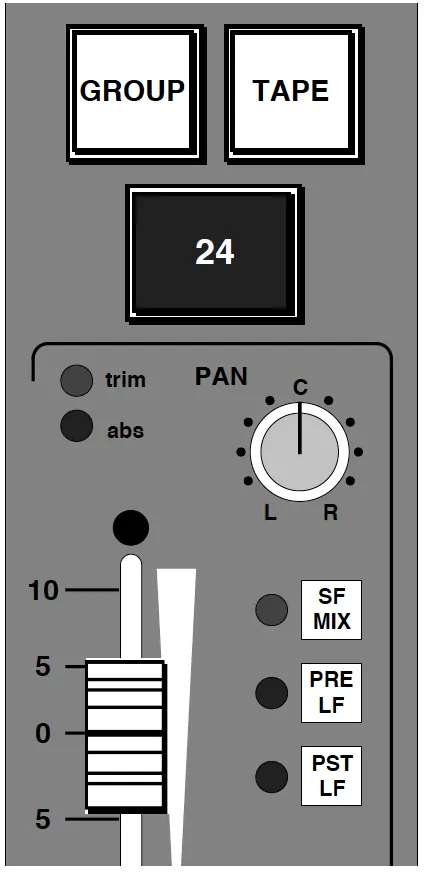 GROUP TAPE
24
trim PAN
C
abs
L R
10
SF
MIX
5
PRE
LF
0
PST
LF
5